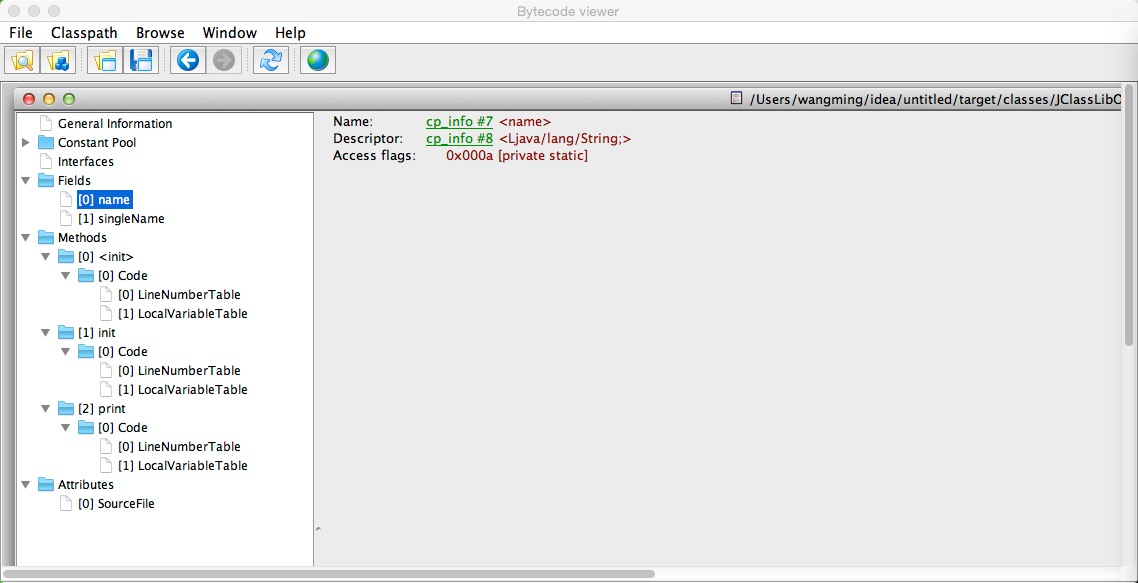 Bytecode viewer
File Classpath Browse Window Help
/Users/wangming/idea/untitled/target/classes/JClassLibO
General Information
Constant Pool
Interfaces
Fields
[0] name
[1] singleName
Methods
[0] <init>
[0] Code
[0] LineNumberTable
[1] LocalVariableTable
[1] init
[0] Code
[0] LineNumberTable
[1] LocalVariableTable
[2] print
[0] Code
[0] LineNumberTable
[1] LocalVariableTable
Attributes
[0] SourceFile
Name: cp_info #7 <name>
Descriptor: cp_info #8 <Ljava/lang/String;>
Access flags: 0x000a [private static]